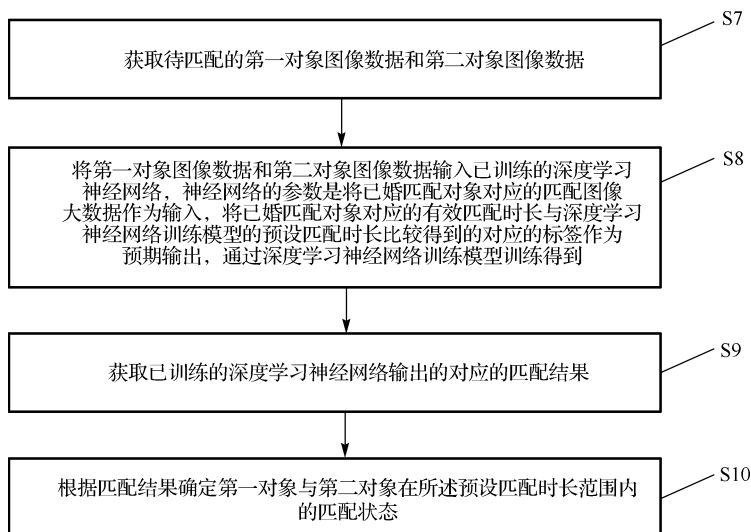 S7
获取待匹配的第一对象图像数据和第二对象图像数据
S8
将第一对象图像数据和第二对象图像数据输入已训练的深度学习
神经网络，神经网络的参数是将已婚匹配对象对应的匹配图像
大数据作为输入，将已婚匹配对象对应的有效匹配时长与深度学习
神经网络训练模型的预设匹配时长比较得到的对应的标签作为
预期输出，通过深度学习神经网络训练模型训练得到
S9
获取已训练的深度学习神经网络输出的对应的匹配结果
S10
根据匹配结果确定第一对象与第二对象在所述预设匹配时长范围内
的匹配状态